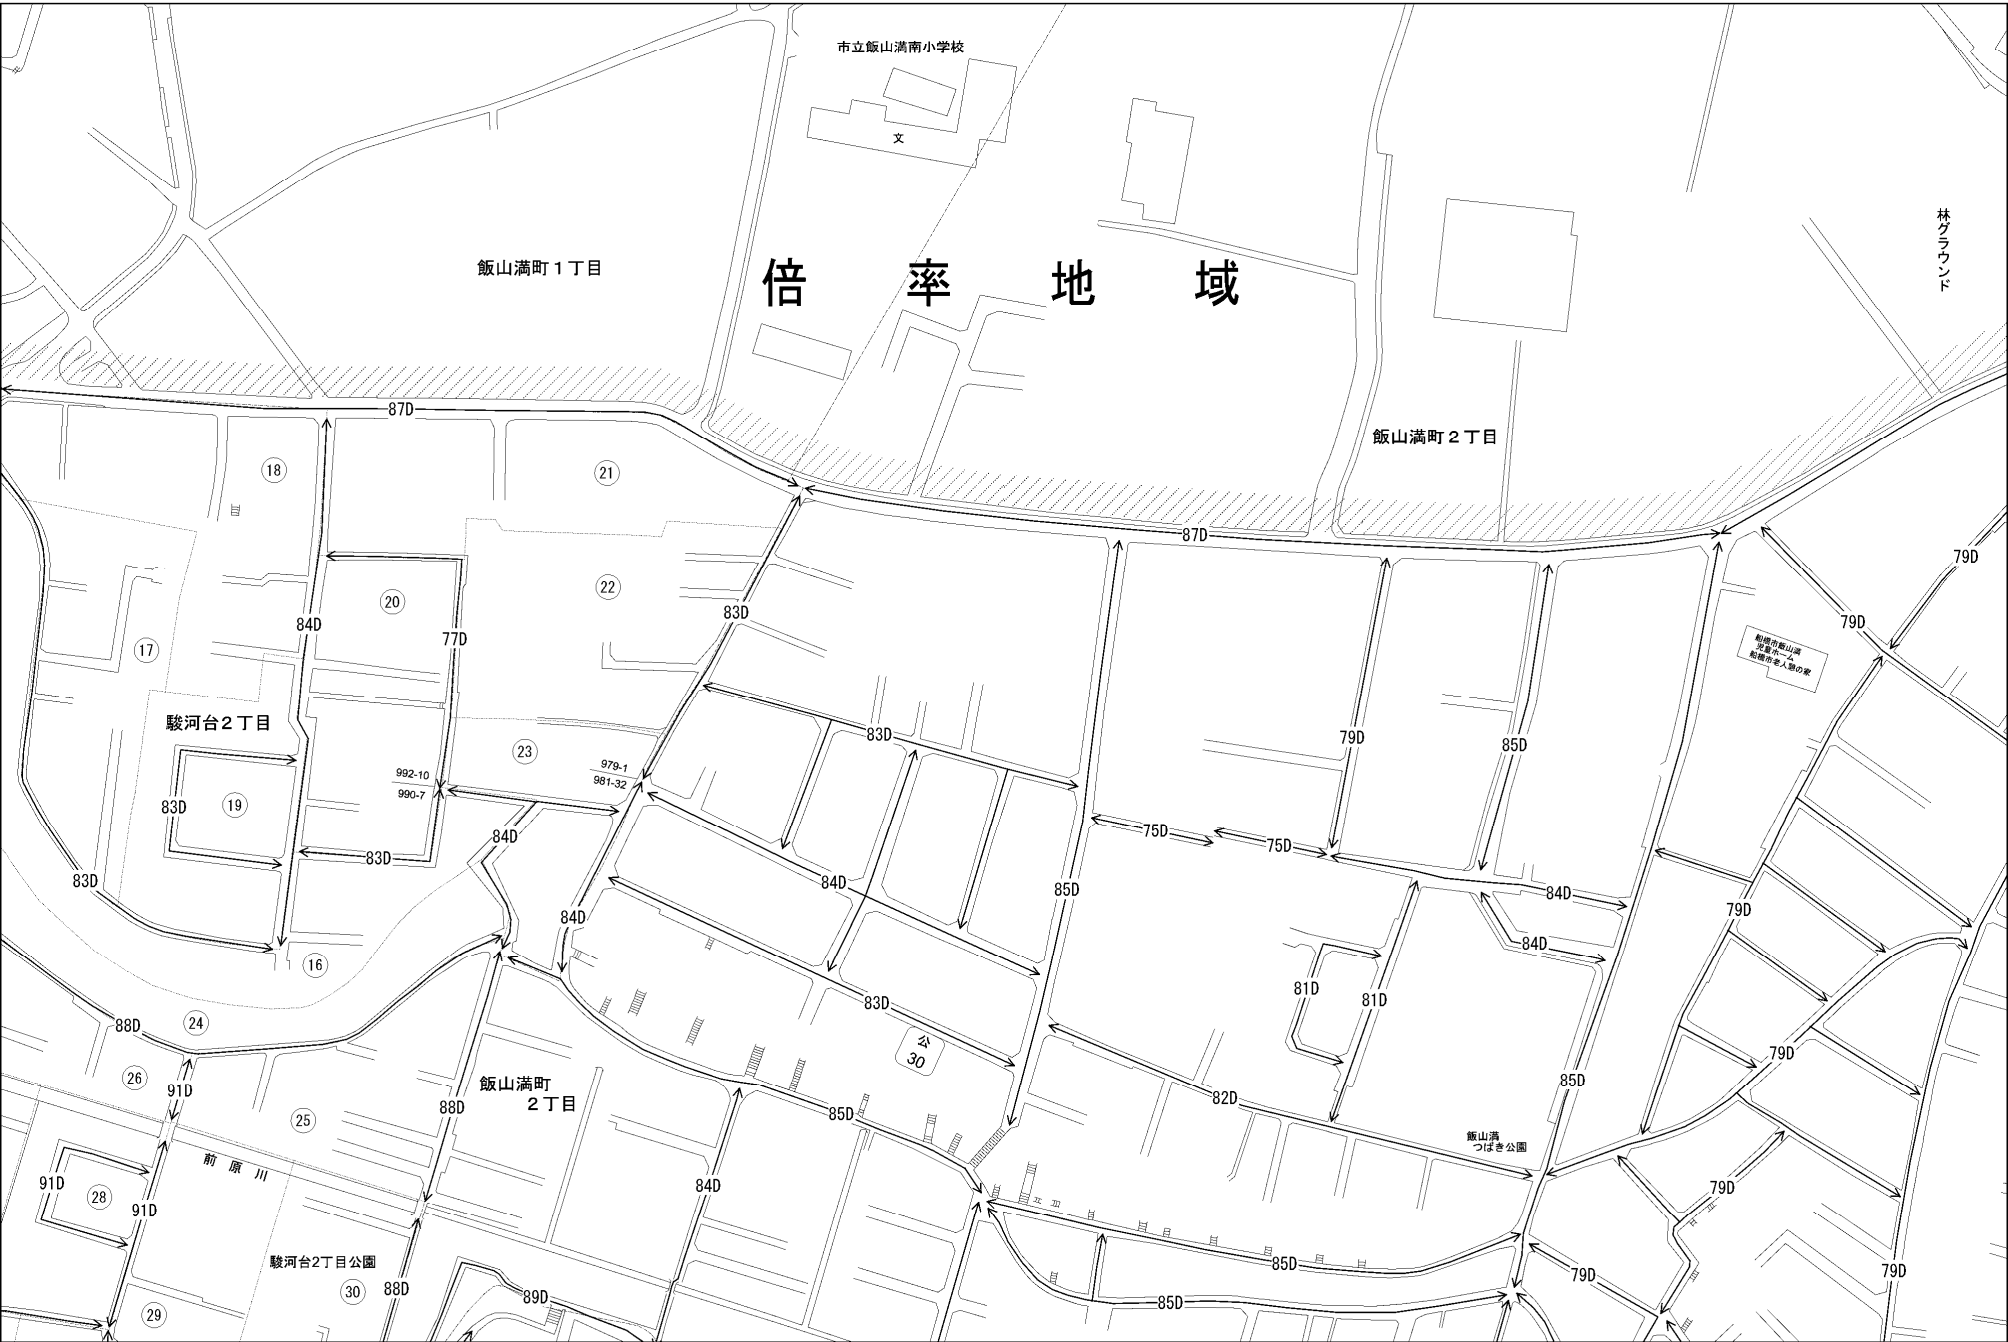 市立飯山満南小学校
文
林グラウンド
飯山満町1丁目
倍率地域
87D
飯山満町2丁目
18
21
87D
79D
20
22
83D
84D
77D
79D
17
船橋市飯山満
児童ホーム
船橋市老人憩の家
駿河台2丁目
23
83D
79D
85D
979-1
981-32
992-10
990-7
83D
19
84D
75D
75D
83D
83D
84D
85D
84D
79D
84D
84D
16
81D
81D
83D
88D
24
公
30
79D
26
91D
飯山満町
2丁目
88D
85D
82D
85D
25
飯山満
つばき公園
前原川
91D
28
91D
84D
79D
駿河台2丁目公園
85D
79D
79D
30
88D
89D
85D
29